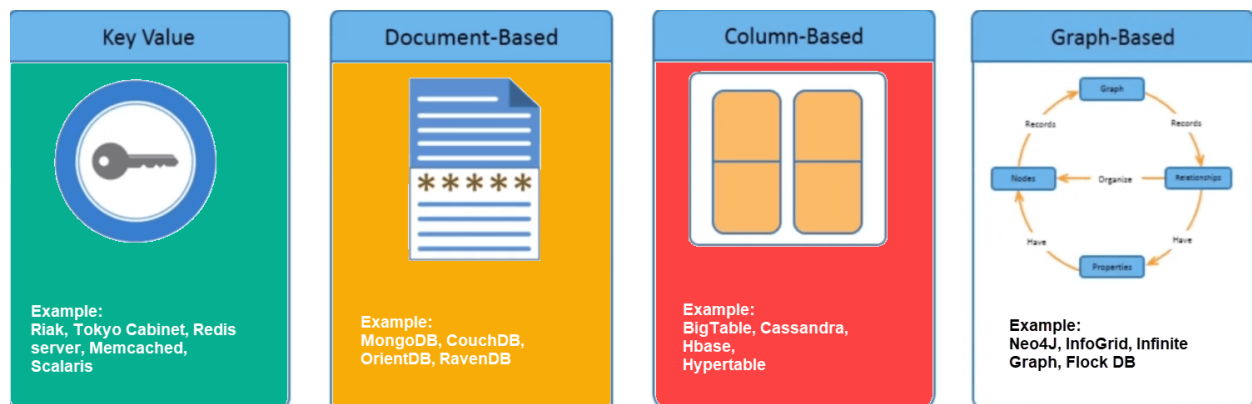 Key Value
Example:
Riak, Tokyo Cabinet, Redis
server, Memcached,
Scalaris
Document-Based
*****
Example:
MongoDB, CouchDB,
OrientDB, RavenDB
Column-Based
Example:
BigTable, Cassandra,
Hbase,
Hypertable
Graph-Based
Graph
Records
Records
Nodes
Organise
Relationships
Have
Have
Properties
Example:
Neo4J, InfoGrid, Infinite
Graph, Flock DB